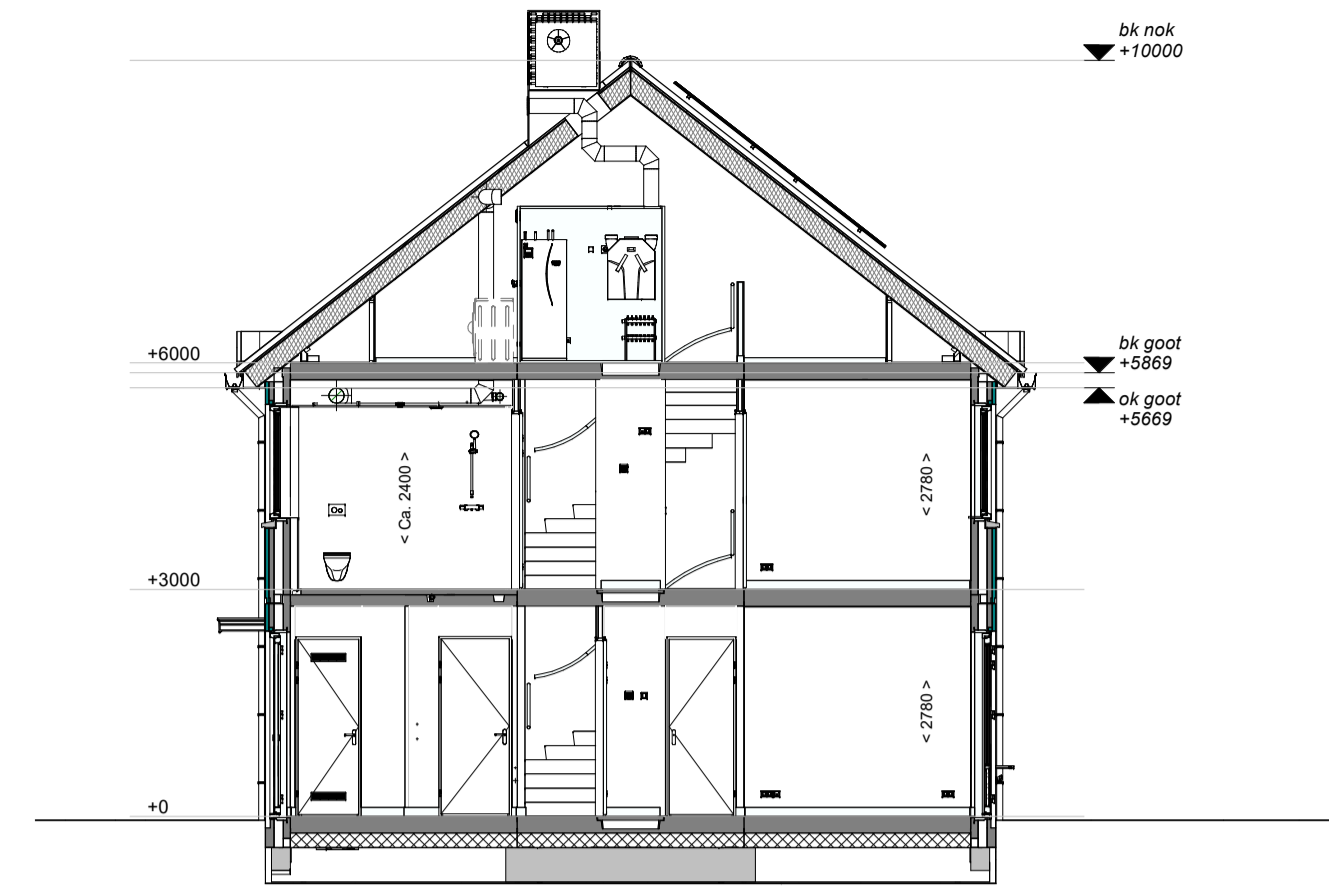 bk nok
+10000
+6000
bk goot
+5869
ok goot
+5669
< Ca. 2400 >
< 2780 >
+3000
< 2780 >
+0